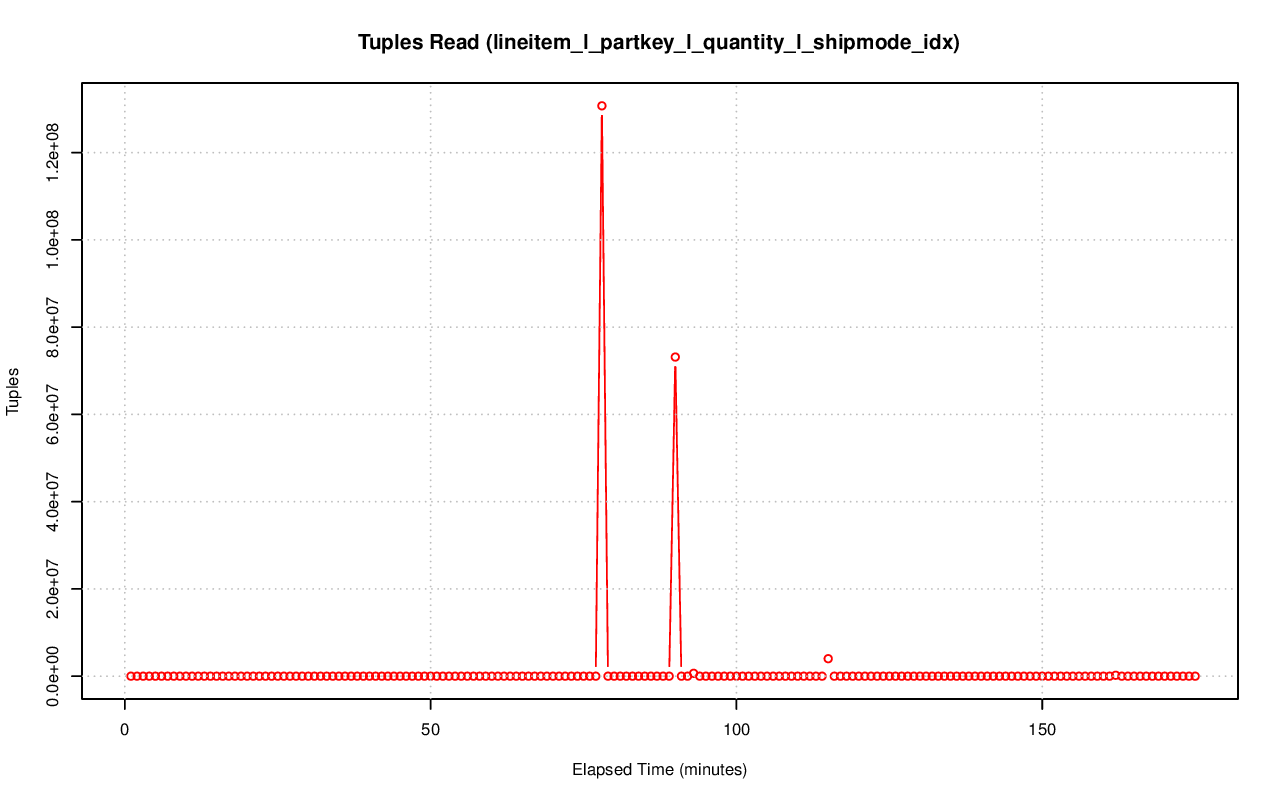 Tuples Read (lineitem_l_partkey_l_quantity_l_shipmode_idx)
1.2e+08
1.0e+08
8.0e+07
6.0e+07
4.0e+07
2.0e+07
0.0e+00
Tuples
0 50 100 150
Elapsed Time (minutes)